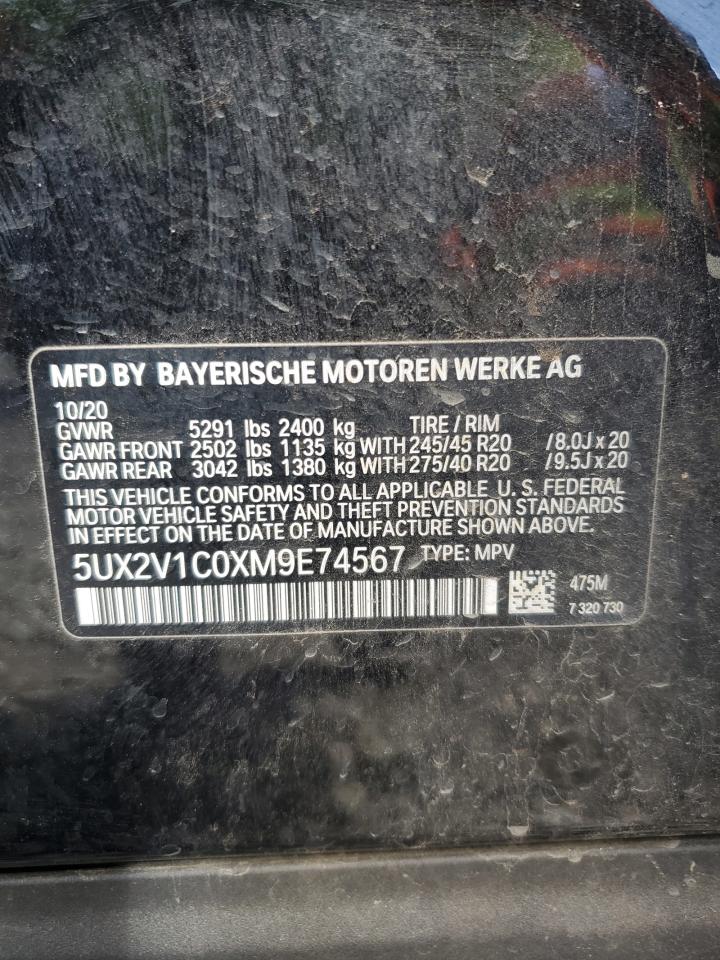 MFD BY BAYERISCHE MOTOREN WERKE AG
10/20
GVWR 5291 lbs 2400 kg TIRE / RIM
GAWR FRONT 2502 lbs 1135 kg WITH 245/45 R20 /8.0J x 20
GAWR REAR 3042 lbs 1380 kg WITH 275/40 R20 /9.5J x 20
THIS VEHICLE CONFORMS TO ALL APPLICABLE U. S. FEDERAL
MOTOR VEHICLE SAFETY AND THEFT PREVENTION STANDARDS
IN EFFECT ON THE DATE OF MANUFACTURE SHOWN ABOVE.
5UX2V1C0XM9E74567 TYPE: MPV
475M
7 320 730